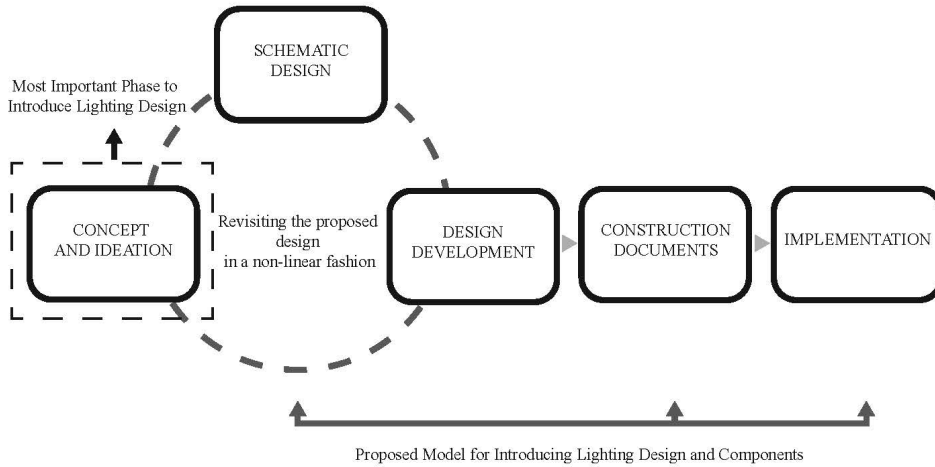 SCHEMATIC
DESIGN
Most Important Phase to
Introduce Lighting Design
CONCEPT
AND IDEATION
Revisiting the proposed
design
in a non-linear fashion
DESIGN
DEVELOPMENT
CONSTRUCTION
DOCUMENTS
IMPLEMENTATION
Proposed Model for Introducing Lighting Design and Components